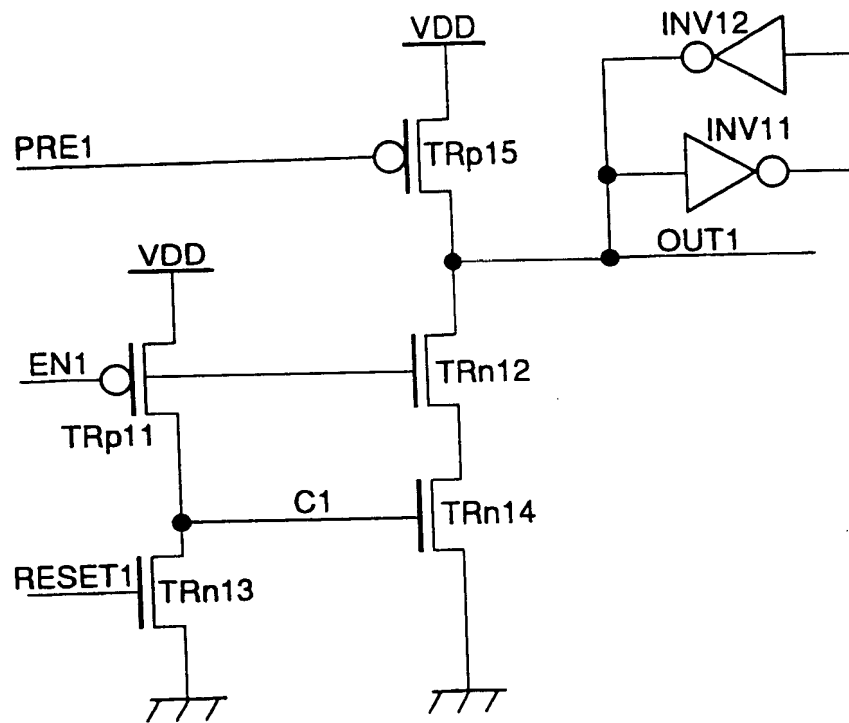 INV12
VDD
INV11
PRE1
TRp15
OUT1
VDD
EN1
TRn12
TRp11
C1
TRn14
RESET1
TRn13